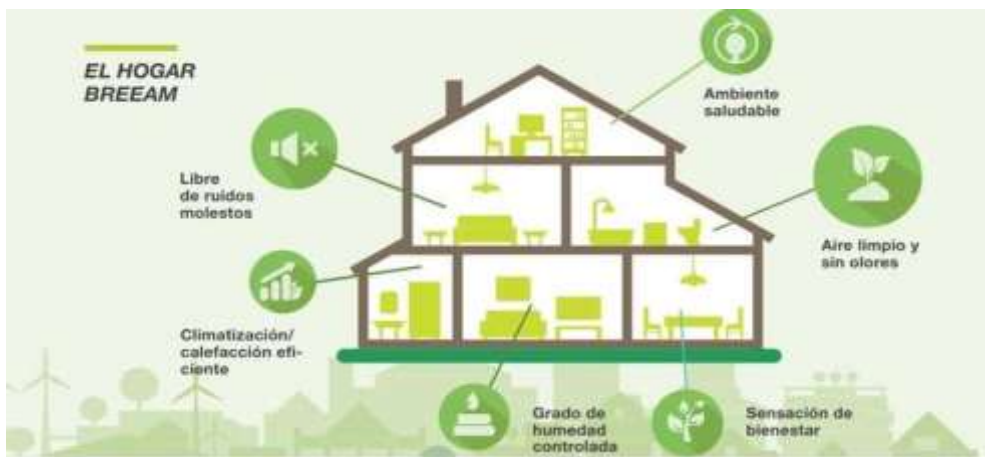 EL HOGAR
BREEAM
Ambiente
saludable
Libre
de ruidos
molestos
Aire limpio y
sin olores
Climatización/
calefacción efi-
ciente
Grado de
humedad
controlada
Sensación de
bienestar